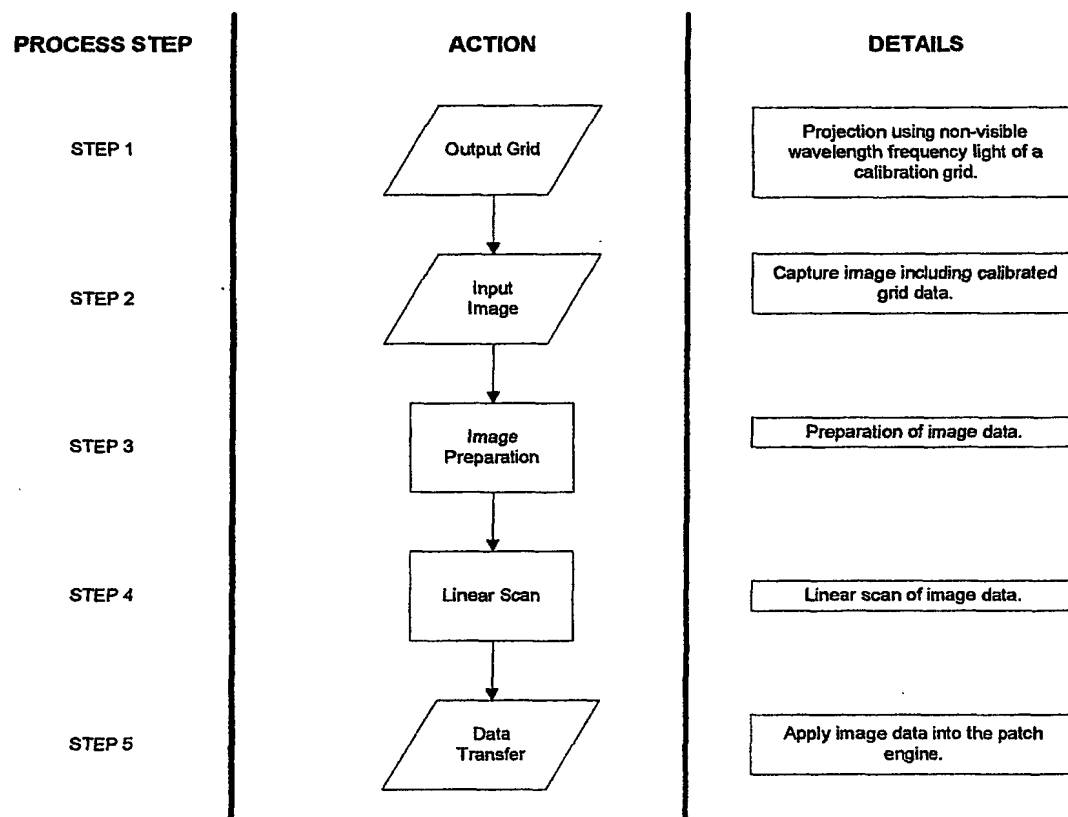 PROCESS STEP
ACTION
DETAILS
STEP 1
Output Grid
Projection using non-visible
wavelength frequency light of a
calibration grid.
STEP 2
Input
Image
Capture image including calibrated
grid data.
STEP 3
Image
Preparation
Preparation of image data.
STEP 4
Linear Scan
Linear scan of image data.
STEP 5
Data
Transfer
Apply image data into the patch
engine.